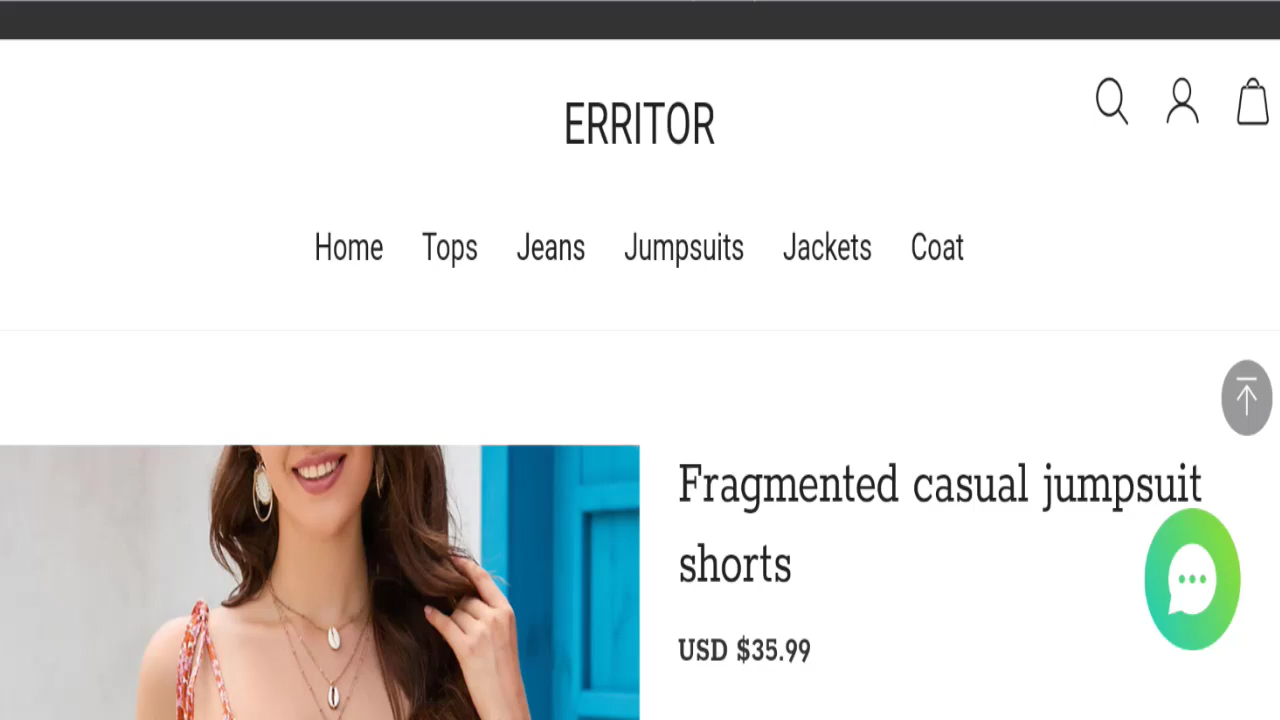 ERRITOR
Home Tops Jeans Jumpsuits Jackets Coat
Fragmented casual jumpsuit
shorts
USD $35.99